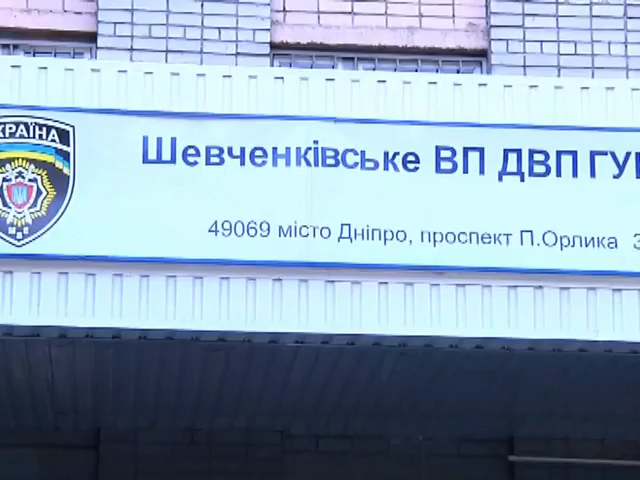 КРАЇНА
Шевченківське ВП ДВП ГУ
49069 місто Дніпро, проспект П.Орлика